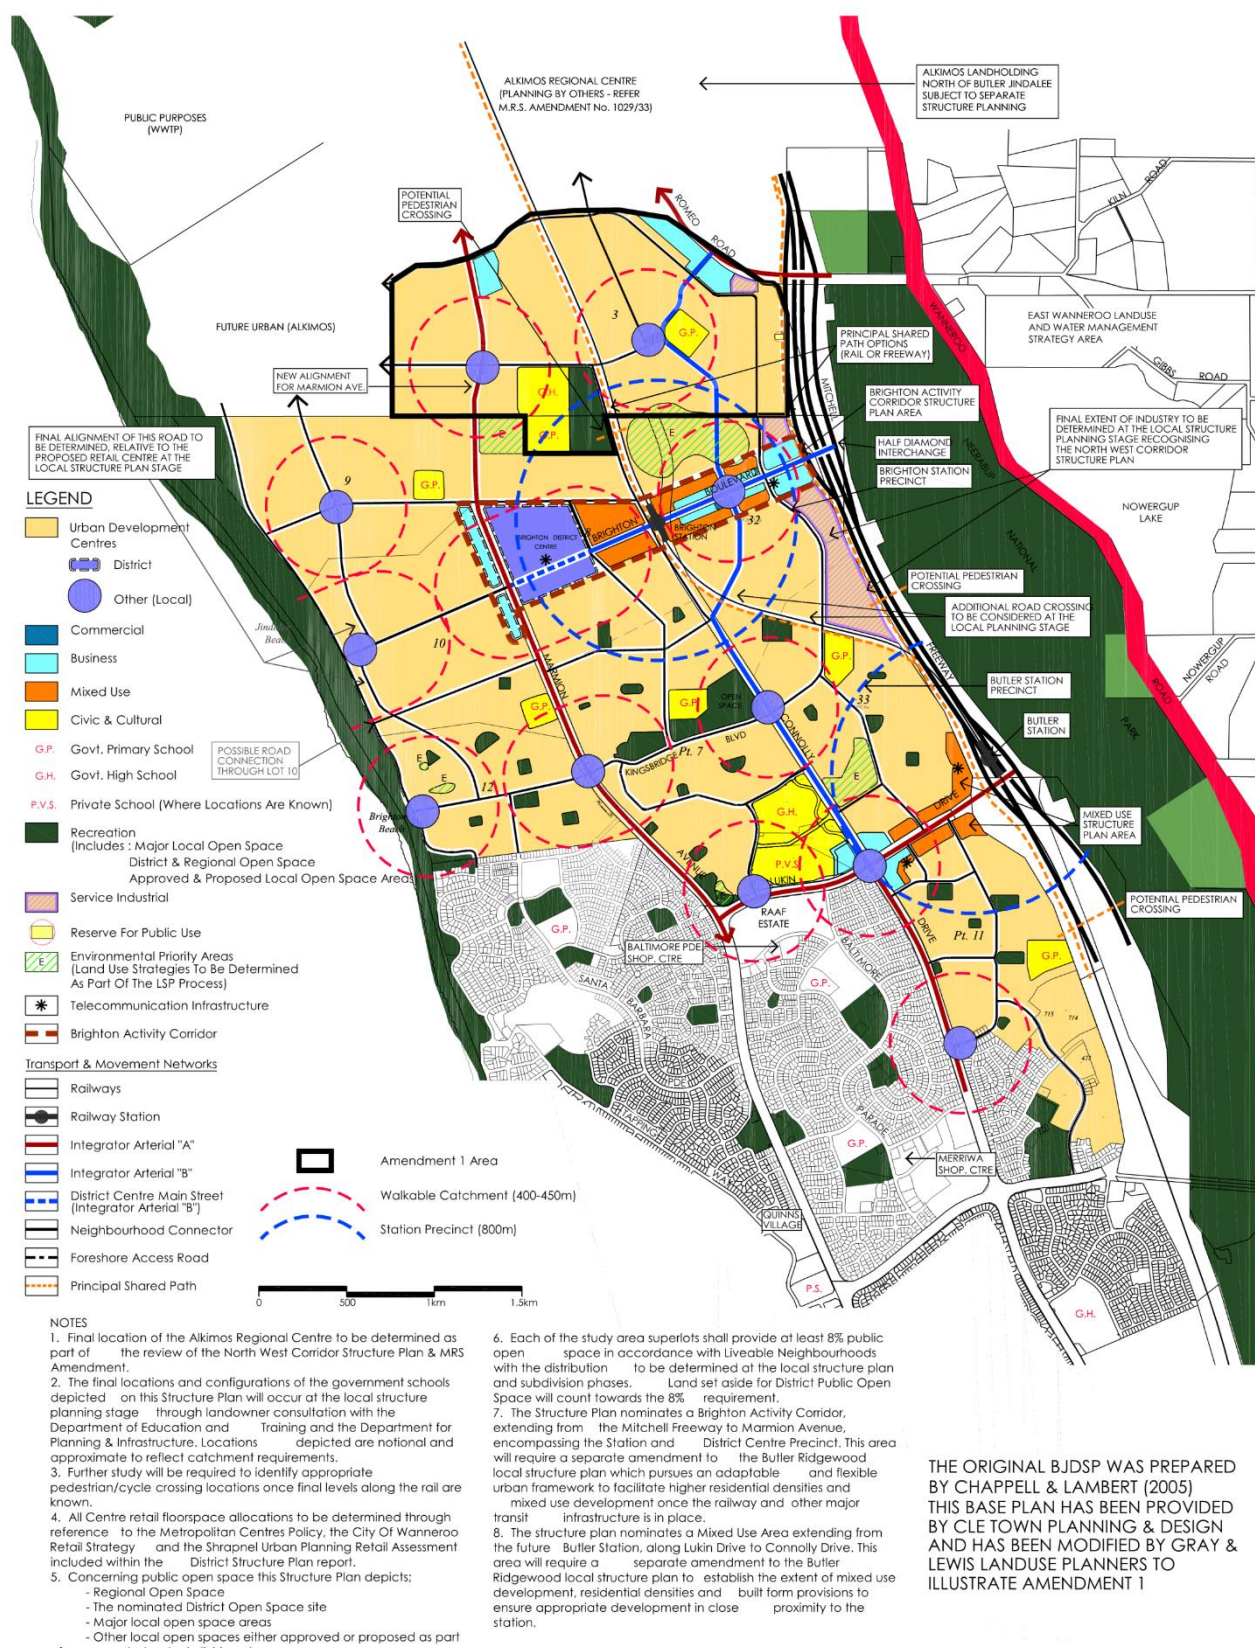 ALKIMOS REGIONAL CENTRE
(PLANNING BY OTHERS - REFER
M.R.S. AMENDMENT No. 1029/33)
ALKIMOS LANDHOLDING
NORTH OF BUTLER JINDALEE
SUBJECT TO SEPARATE
STRUCTURE PLANNING
PUBLIC PURPOSES
(WWTP)
KILN ROAD
POTENTIAL
PEDESTRIAN
CROSSING
ROMEO ROAD
WANNEROO
EAST WANNEROO LANDUSE
AND WATER MANAGEMENT
STRATEGY AREA
GIBBS ROAD
FUTURE URBAN (ALKIMOS)
3
G.P.
PRINCIPAL SHARED
PATH OPTIONS
(RAIL OR FREEWAY)
MITCHELL
NEW ALIGNMENT
FOR MARMION AVE.
G.H.
BRIGHTON ACTIVITY
CORRIDOR STRUCTURE
PLAN AREA
FINAL EXTENT OF INDUSTRY TO BE
DETERMINED AT THE LOCAL STRUCTURE
PLANNING STAGE RECOGNISING
THE NORTH WEST CORRIDOR
STRUCTURE PLAN
FINAL ALIGNMENT OF THIS ROAD TO
BE DETERMINED, RELATIVE TO THE
PROPOSED RETAIL CENTRE AT THE
LOCAL STRUCTURE PLAN STAGE
E
G.P.
E
HALF DIAMOND
INTERCHANGE
NEERABUP
BRIGHTON STATION
PRECINCT
9
G.P.
BOULEVARD
NOWERGUP
LAKE
BRIGHTON DISTRICT
CENTRE
BRIGHTON
BRIGHTON
STATION
32
NATIONAL
POTENTIAL PEDESTRIAN
CROSSING
ADDITIONAL ROAD CROSSING
TO BE CONSIDERED AT THE
LOCAL PLANNING STAGE
10
MARMION
G.P.
FREEWAY
NOWERGUP
ROAD
BUTLER STATION
PRECINCT
ROAD
G.P.
G.P.
OPEN
SPACE
33
CONNOLLY
BUTLER
STATION
PARK
POSSIBLE ROAD
CONNECTION
THROUGH LOT 10
BLVD
Pt. 7
KINGSBRIDGE
E
E
E
12
DRIVE
MIXED USE
STRUCTURE
PLAN AREA
Brighton
Beach
G.H.
P.V.S.
AVENUE
LUKIN
RAAF
ESTATE
POTENTIAL PEDESTRIAN
CROSSING
DRIVE
Pt. 11
G.P.
BALTIMORE PDE
SHOP. CTRE
BALTIMORE
G.P.
G.P.
SANTA
BARBARA
PDE
715
714
TAPPING
WAY
PARADE
G.P.
MERRIWA
SHOP. CTRE
QUINNS
VILLAGE
P.S.
G.H.
LEGEND
Urban Development
Centres
District
Other (Local)
Commercial
Business
Mixed Use
Civic & Cultural
G.P. Govt. Primary School
G.H. Govt. High School
P.V.S. Private School (Where Locations Are Known)
Recreation
(Includes : Major Local Open Space
District & Regional Open Space
Approved & Proposed Local Open Space Areas
Service Industrial
Reserve For Public Use
E Environmental Priority Areas
(Land Use Strategies To Be Determined
As Part Of The LSP Process)
Telecommunication Infrastructure
Brighton Activity Corridor
Transport & Movement Networks
Railways
Railway Station
Integrator Arterial "A"
Integrator Arterial "B"
District Centre Main Street
(Integrator Arterial "B")
Neighbourhood Connector
Foreshore Access Road
Principal Shared Path
Amendment 1 Area
Walkable Catchment (400-450m)
Station Precinct (800m)
0 500 1km 1.5km
NOTES
1. Final location of the Alkimos Regional Centre to be determined as
part of the review of the North West Corridor Structure Plan & MRS
Amendment.
2. The final locations and configurations of the government schools
depicted on this Structure Plan will occur at the local structure
planning stage through landowner consultation with the
Department of Education and Training and the Department for
Planning & Infrastructure. Locations depicted are notional and
approximate to reflect catchment requirements.
3. Further study will be required to identify appropriate
pedestrian/cycle crossing locations once final levels along the rail are
known.
4. All Centre retail floorspace allocations to be determined through
reference to the Metropolitan Centres Policy, the City Of Wanneroo
Retail Strategy and the Shrapnel Urban Planning Retail Assessment
included within the District Structure Plan report.
5. Concerning public open space this Structure Plan depicts;
- Regional Open Space
- The nominated District Open Space site
- Major local open space areas
- Other local open spaces either approved or proposed as part
6. Each of the study area superlots shall provide at least 8% public
open space in accordance with Liveable Neighbourhoods
with the distribution to be determined at the local structure plan
and subdivision phases. Land set aside for District Public Open
Space will count towards the 8% requirement.
7. The Structure Plan nominates a Brighton Activity Corridor,
extending from the Mitchell Freeway to Marmion Avenue,
encompassing the Station and District Centre Precinct. This area
will require a separate amendment to the Butler Ridgewood
local structure plan which pursues an adaptable and flexible
urban framework to facilitate higher residential densities and
mixed use development once the railway and other major
transit infrastructure is in place.
8. The structure plan nominates a Mixed Use Area extending from
the future Butler Station, along Lukin Drive to Connolly Drive. This
area will require a separate amendment to the Butler
Ridgewood local structure plan to establish the extent of mixed use
development, residential densities and built form provisions to
ensure appropriate development in close proximity to the
station.
THE ORIGINAL BJDSP WAS PREPARED
BY CHAPPELL & LAMBERT (2005)
THIS BASE PLAN HAS BEEN PROVIDED
BY CLE TOWN PLANNING & DESIGN
AND HAS BEEN MODIFIED BY GRAY &
LEWIS LANDUSE PLANNERS TO
ILLUSTRATE AMENDMENT 1